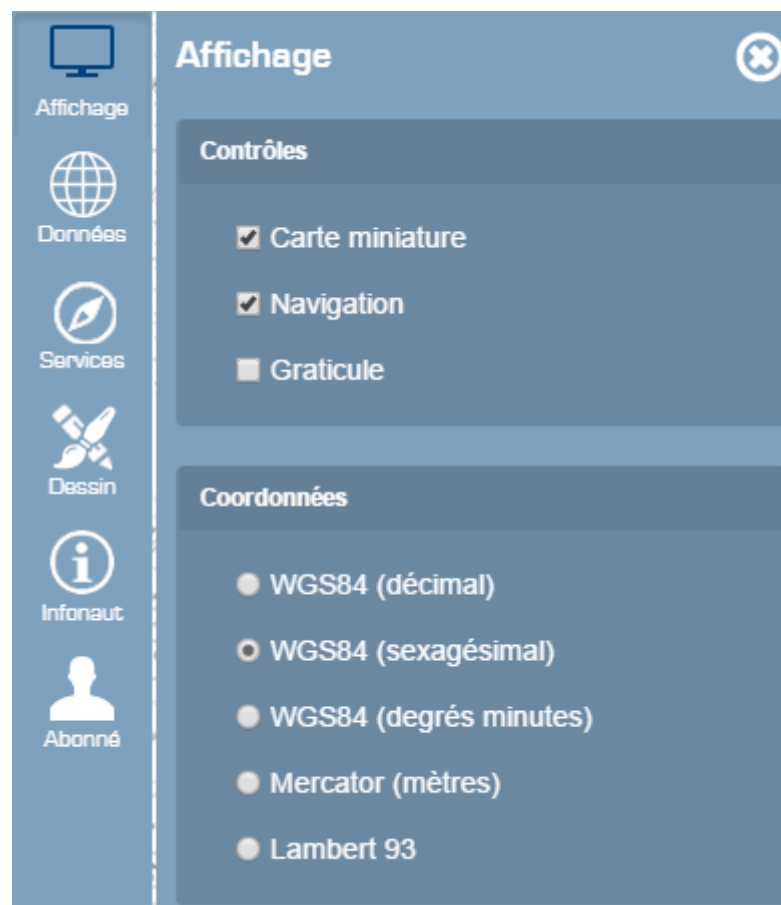 Affichage
Données
Services
Dessin
Infonaut
Abonné
Affichage
Contrôles
Carte miniature
Navigation
Graticule
Coordonnées
WGS84 (décimal)
WGS84 (sexagésimal)
WGS84 (degrés minutes)
Mercator (mètres)
Lambert 93